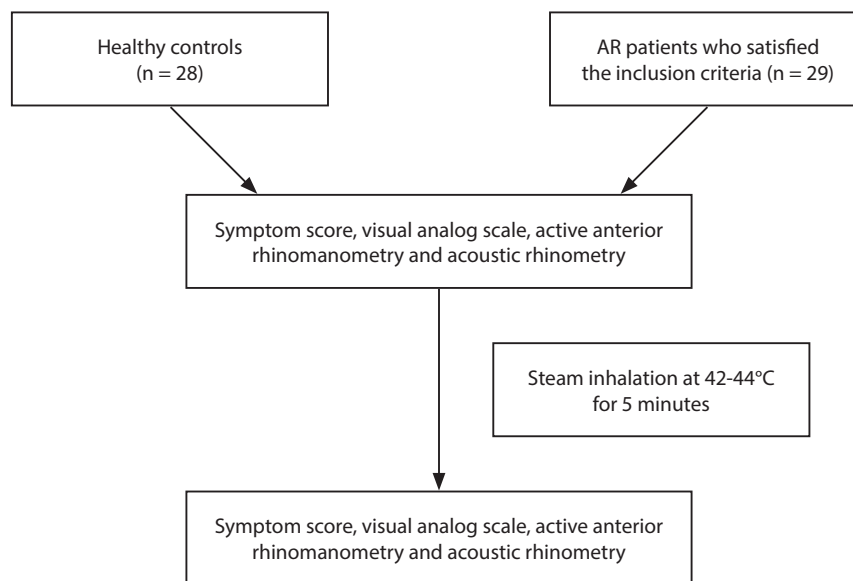 Healthy controls
(n = 28)
AR patients who satisfied
the inclusion criteria (n = 29)
Symptom score, visual analog scale, active anterior
rhinomanometry and acoustic rhinometry
Steam inhalation at 42-44°C
for 5 minutes
Symptom score, visual analog scale, active anterior
rhinomanometry and acoustic rhinometry